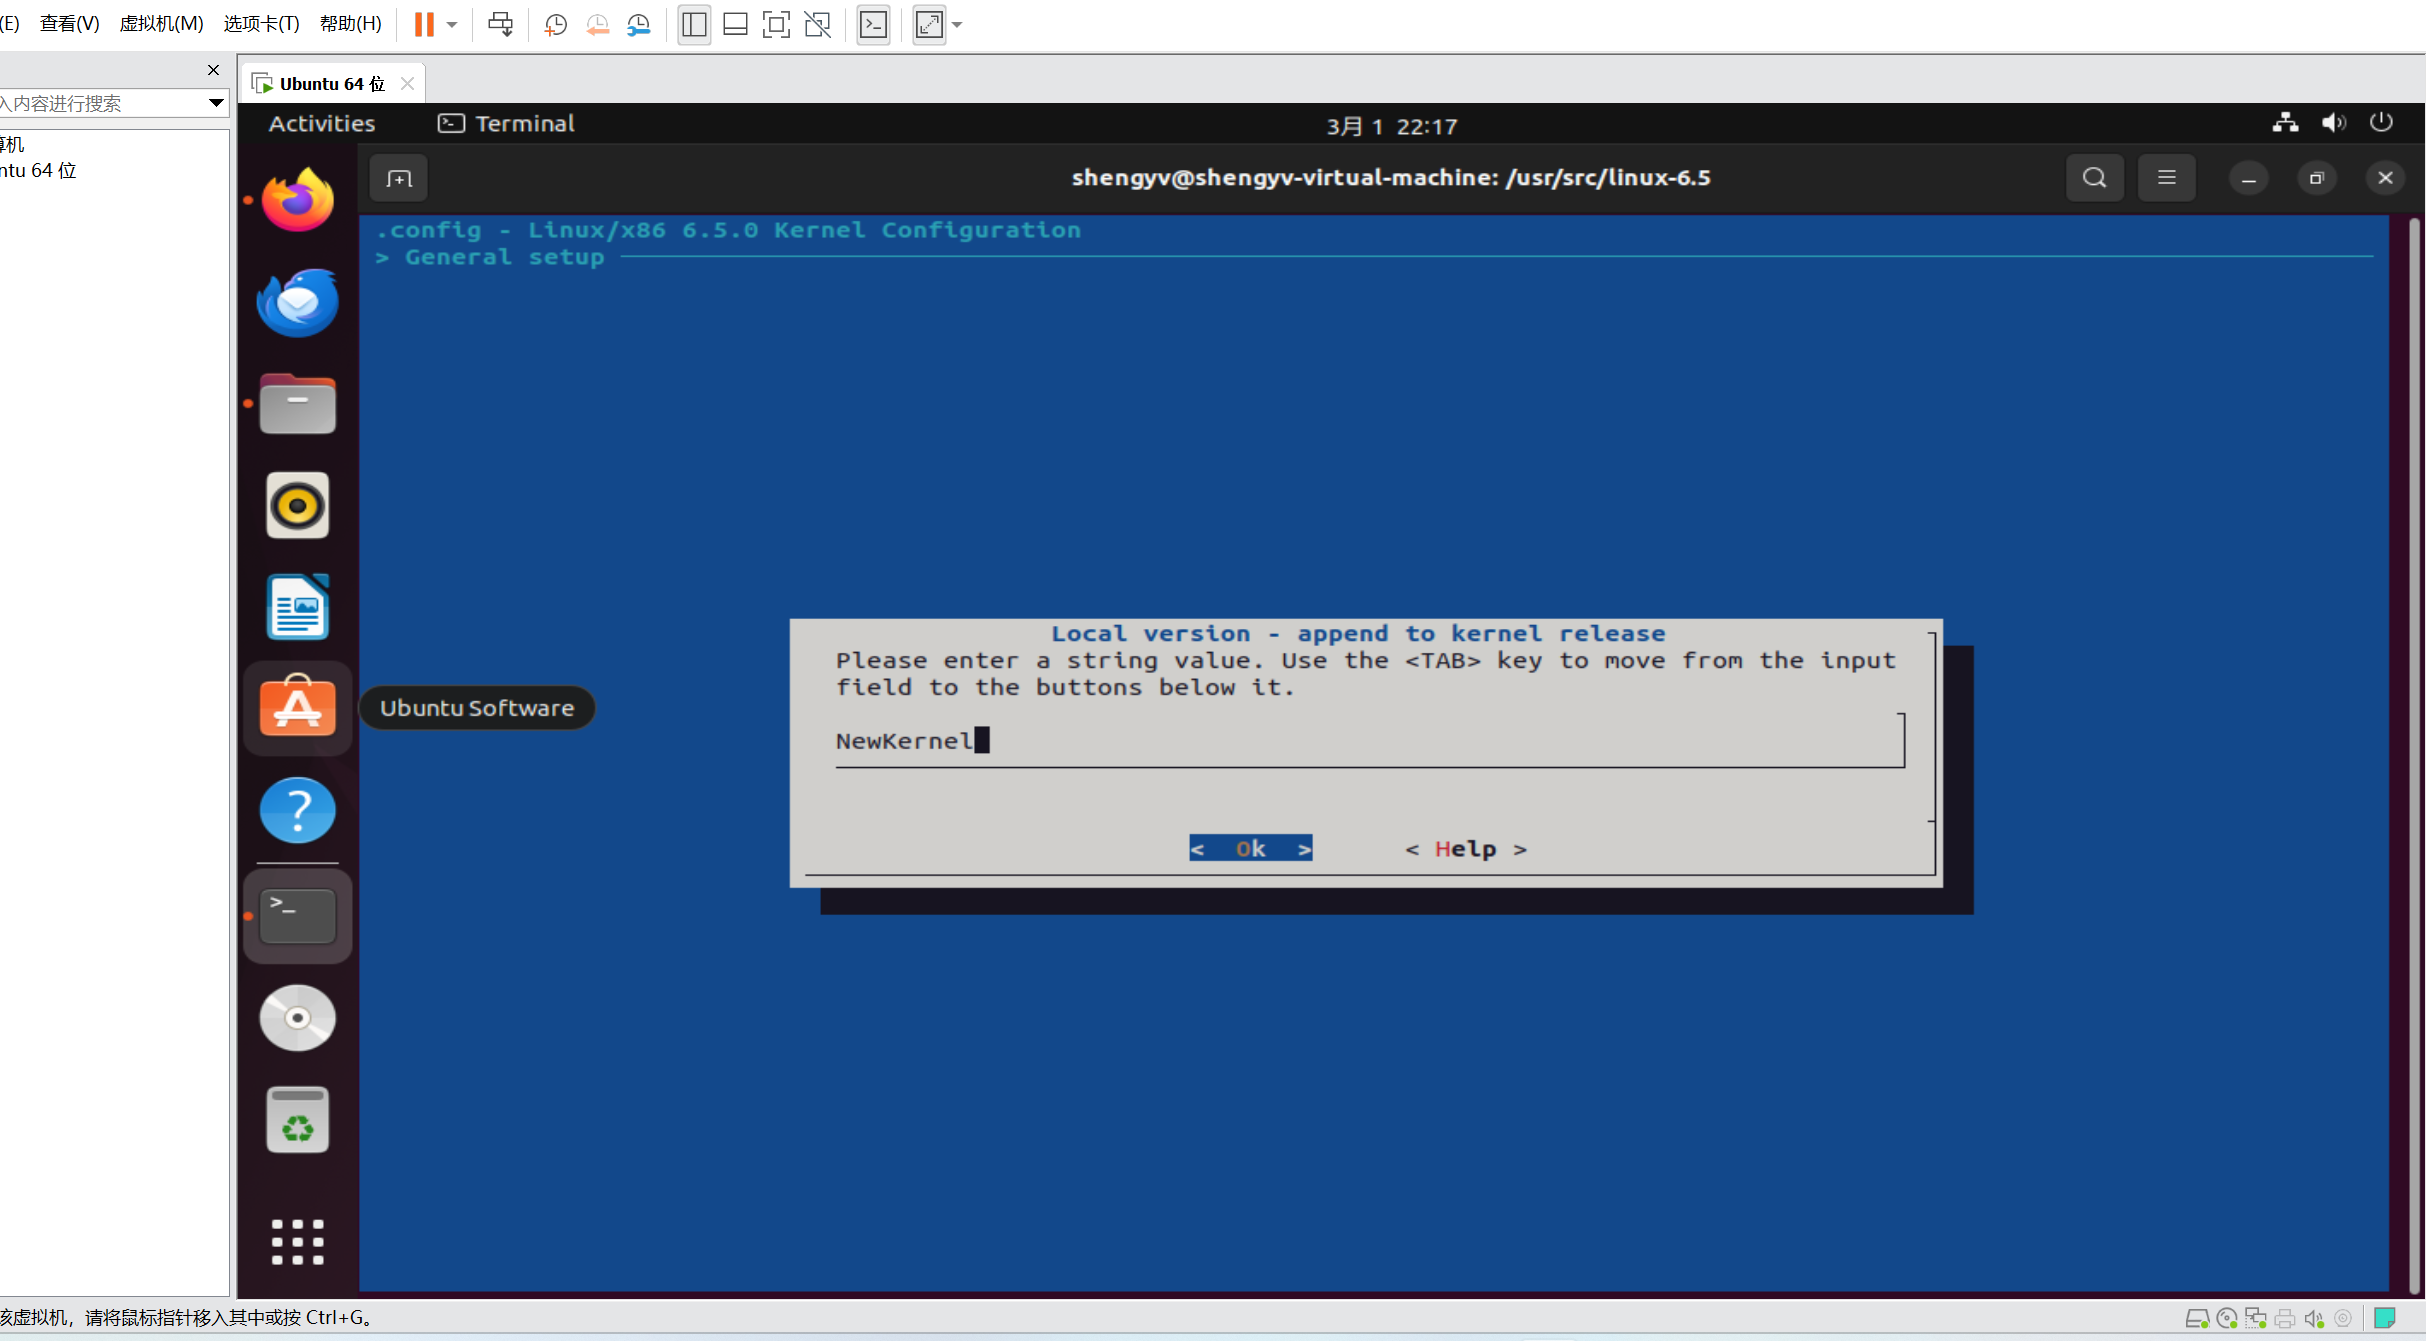 (E) 查看(V) 虚拟机(M) 选项卡(T) 帮助(H)
入内容进行搜索
算机
ntu 64 位
Ubuntu 64 位
Activities Terminal 3月 1 22:17
shengyv@shengyv-virtual-machine: /usr/src/linux-6.5
.config - Linux/x86 6.5.0 Kernel Configuration
> General setup
Local version - append to kernel release
Please enter a string value. Use the <TAB> key to move from the input
field to the buttons below it.
NewKernel
< Ok > < Help >
Ubuntu Software
该虚拟机，请将鼠标指针移入其中或按 Ctrl+G。